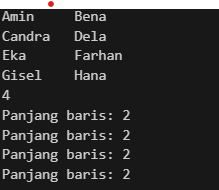 Amin    Bena
Candra  Dela
Eka     Farhan
Gisel   Hana
4
Panjang baris: 2
Panjang baris: 2
Panjang baris: 2
Panjang baris: 2